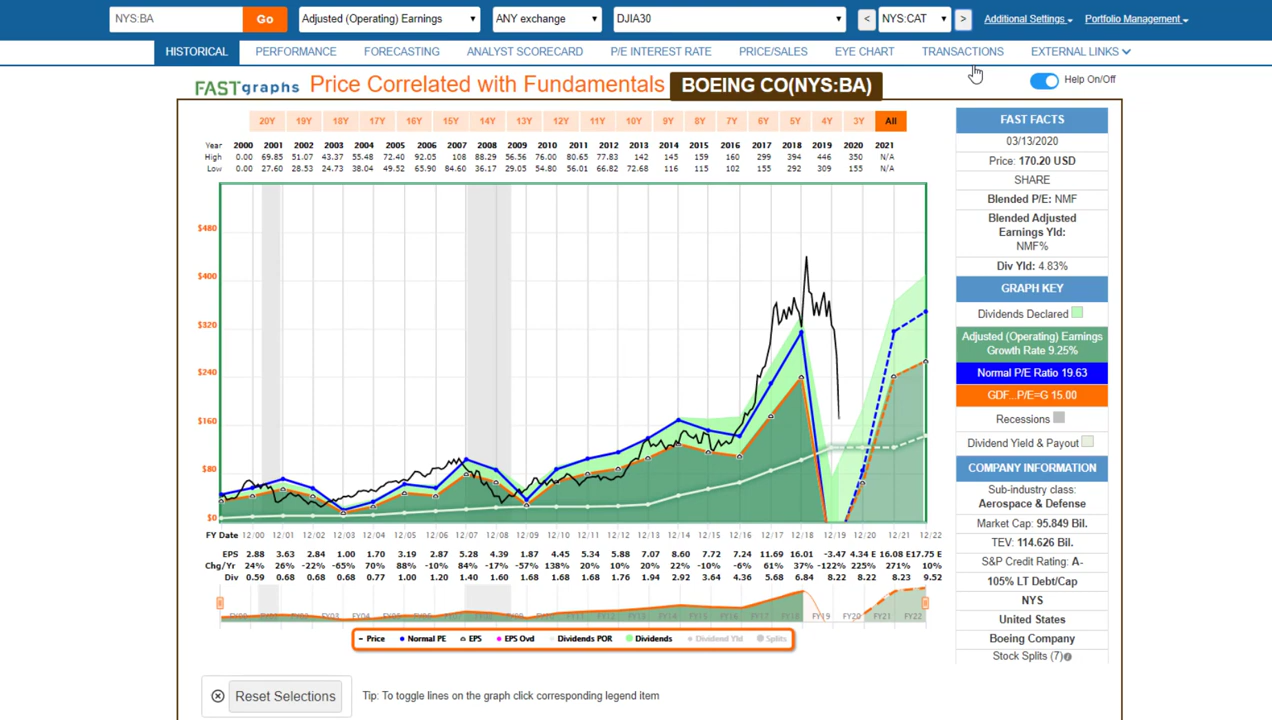 NYS:BA Go Adjusted (Operating) Earnings ANY exchange DJIA30 < NYS:CAT > Additional Settings Portfolio Management
HISTORICAL PERFORMANCE FORECASTING ANALYST SCORECARD P/E INTEREST RATE PRICE/SALES EYE CHART TRANSACTIONS EXTERNAL LINKS
FASTgraphs Price Correlated with Fundamentals BOEING CO(NYS:BA) Help On/Off
20Y 19Y 18Y 17Y 16Y 15Y 14Y 13Y 12Y 11Y 10Y 9Y 8Y 7Y 6Y 5Y 4Y 3Y All
Year 2000 2001 2002 2003 2004 2005 2006 2007 2008 2009 2010 2011 2012 2013 2014 2015 2016 2017 2018 2019 2020 2021
High 0.00 69.85 51.07 43.37 55.48 72.40 92.05 108 88.29 56.56 76.00 80.65 77.83 142 145 159 160 299 394 446 350 N/A
Low 0.00 27.60 28.53 24.73 38.04 49.52 65.90 84.60 36.17 29.05 54.80 56.01 66.82 72.68 116 115 102 155 292 309 155 N/A
$480
$400
$320
$240
$160
$80
$0
FY Date 12/00 12/01 12/02 12/03 12/04 12/05 12/06 12/07 12/08 12/09 12/10 12/11 12/12 12/13 12/14 12/15 12/16 12/17 12/18 12/19 12/20 12/21 12/22
EPS 2.88 3.63 2.84 1.00 1.70 3.19 2.87 5.28 4.39 1.87 4.45 5.34 5.88 7.07 8.60 7.72 7.24 11.69 16.01 -3.47 4.34 E 16.08 E 17.75 E
Chg/Yr 24% 26% -22% -65% 70% 88% -10% 84% -17% -57% 138% 20% 10% 20% 22% -10% -6% 61% 37% -122% 225% 271% 10%
Div 0.59 0.68 0.68 0.68 0.77 1.00 1.20 1.40 1.60 1.68 1.68 1.68 1.76 1.94 2.92 3.64 4.36 5.68 6.84 8.22 8.22 8.23 9.52
FY19 FY20 FY21 FY22
Price Normal PE EPS EPS Ovd Dividends POR Dividends Dividend Yld Splits
Reset Selections Tip: To toggle lines on the graph click corresponding legend item
FAST FACTS
03/13/2020
Price: 170.20 USD
SHARE
Blended P/E: NMF
Blended Adjusted
Earnings Yld:
NMF%
Div Yld: 4.83%
GRAPH KEY
Dividends Declared
Adjusted (Operating) Earnings
Growth Rate 9.25%
Normal P/E Ratio 19.63
GDF...P/E=G 15.00
Recessions
Dividend Yield & Payout
COMPANY INFORMATION
Sub-industry class:
Aerospace & Defense
Market Cap: 95.849 Bil.
TEV: 114.626 Bil.
S&P Credit Rating: A-
105% LT Debt/Cap
NYS
United States
Boeing Company
Stock Splits (7)